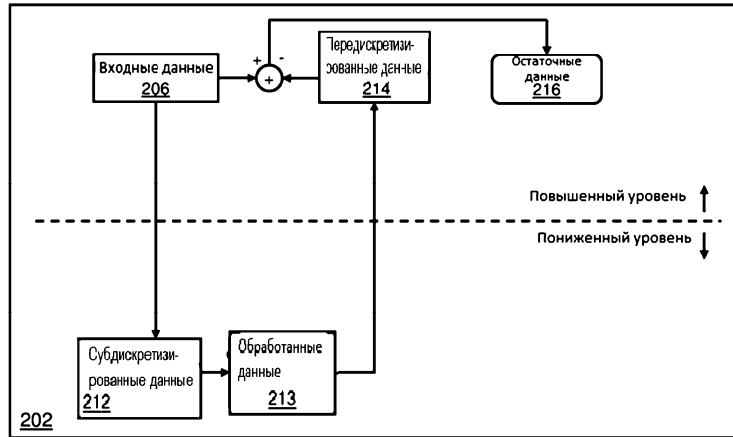 + -
Входные данные
206
+
Передискретизи-
рованные данные
214
Остаточные
данные
216
Повышенный уровень
Пониженный уровень
Субдискретизи-
рованные данные
212
Обработанные
данные
213
202